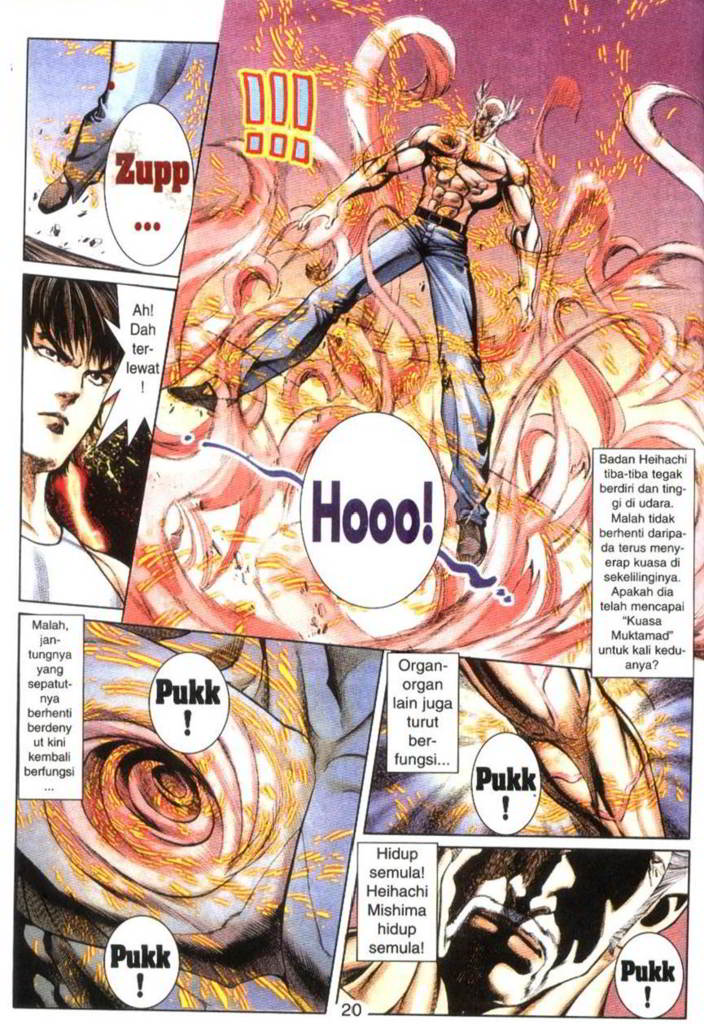 Zupp
...
!!!
Ah!
Dah
ter-
lewat
!
Hooo!
Badan Heihachi
tiba-tiba tegak
berdiri dan ting-
gi di udara.
Malah tidak
berhenti daripa-
da terus meny-
erap kuasa di
sekelilinginya.
Apakah dia
telah mencapai
"Kuasa
Muktamad"
untuk kali kedu-
anya?
Malah,
jan-
tungnya
yang
sepatut-
nya
berhenti
berdeny
ut kini
kembali
berfungsi
...
Pukk
!
Pukk
!
Organ-
organ
lain juga
turut
ber-
fungsi...
Pukk
!
Hidup
semula!
Heihachi
Mishima
hidup
semula!
Pukk
!
20